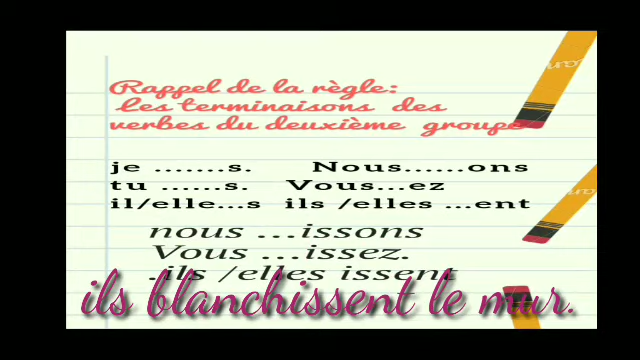 Rappel de la règle:
Les terminaisons des
verbes du deuxième groupe
je .......s. Nous......ons
tu ......s. Vous...ez
il/elle...s ils /elles ...ent
nous ...issons
Vous ...issez.
.ils /elles issent
ils blanchissent le mur.